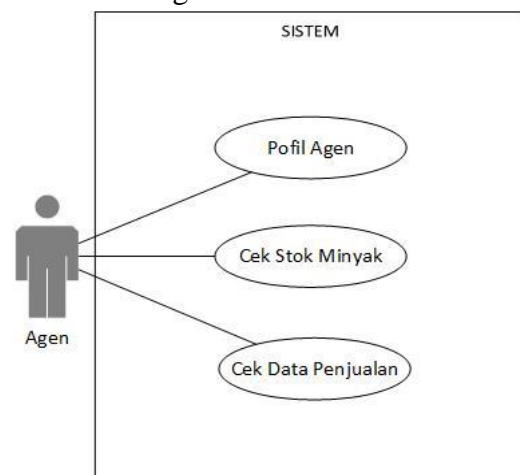 SISTEM
Pofil Agen
Cek Stok Minyak
Agen
Cek Data Penjualan